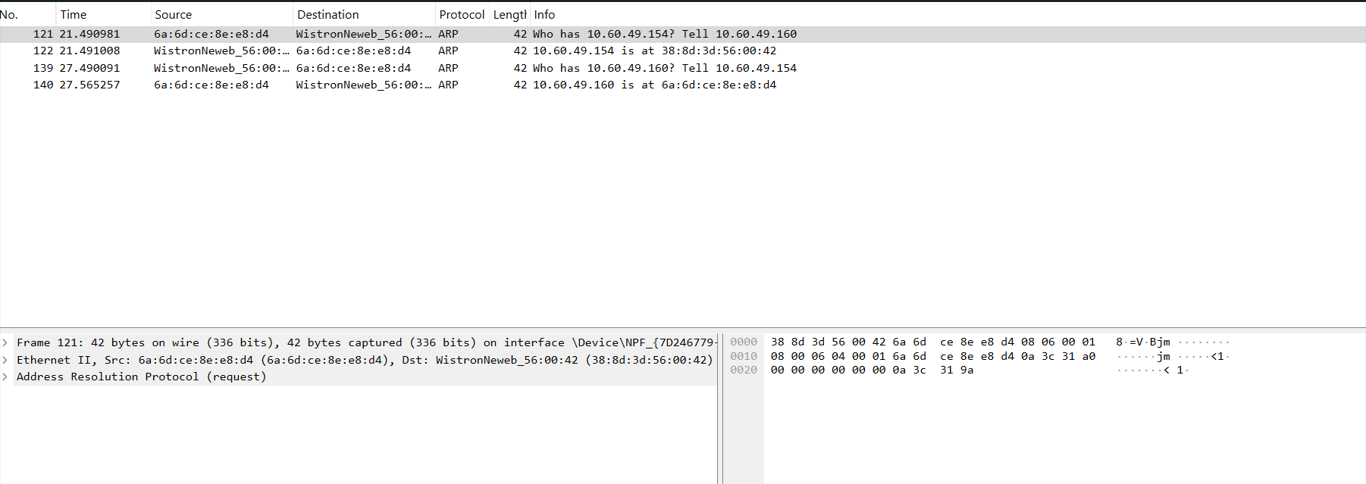 No. Time Source Destination Protocol Length Info
121 21.490981 6a:6d:ce:8e:e8:d4 WistronNeweb_56:00:… ARP 42 Who has 10.60.49.154? Tell 10.60.49.160
122 21.491008 WistronNeweb_56:00:… 6a:6d:ce:8e:e8:d4 ARP 42 10.60.49.154 is at 38:8d:3d:56:00:42
139 27.490091 WistronNeweb_56:00:… 6a:6d:ce:8e:e8:d4 ARP 42 Who has 10.60.49.160? Tell 10.60.49.154
140 27.565257 6a:6d:ce:8e:e8:d4 WistronNeweb_56:00:… ARP 42 10.60.49.160 is at 6a:6d:ce:8e:e8:d4
Frame 121: 42 bytes on wire (336 bits), 42 bytes captured (336 bits) on interface \Device\NPF_{7D246779-
Ethernet II, Src: 6a:6d:ce:8e:e8:d4 (6a:6d:ce:8e:e8:d4), Dst: WistronNeweb_56:00:42 (38:8d:3d:56:00:42)
Address Resolution Protocol (request)
0000 38 8d 3d 56 00 42 6a 6d ce 8e e8 d4 08 06 00 01 8·=V·Bjm ········
0010 08 00 06 04 00 01 6a 6d ce 8e e8 d4 0a 3c 31 a0 ······jm ·····<1·
0020 00 00 00 00 00 00 0a 3c 31 9a ·······< 1·